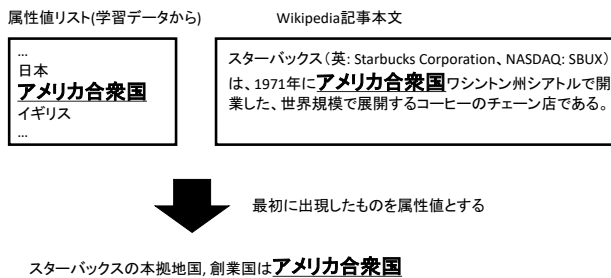 属性値リスト(学習データから)
Wikipedia記事本文
…
日本
アメリカ合衆国
イギリス
…
スターバックス(英: Starbucks Corporation、NASDAQ: SBUX)
は、1971年にアメリカ合衆国ワシントン州シアトルで開
業した、世界規模で展開するコーヒーのチェーン店である。
最初に出現したものを属性値とする
スターバックスの本拠地国, 創業国はアメリカ合衆国